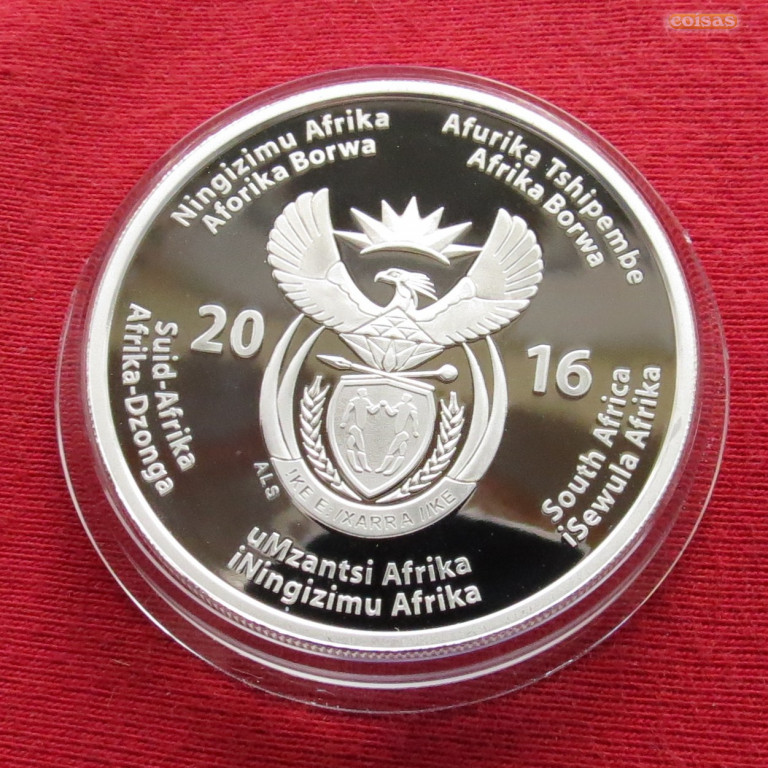 coisas
Ningizimu Afrika
Aforika Borwa
Afurika Tshipembe
Afrika Borwa
20
16
Suid-Afrika
Afrika-Dzonga
South Africa
iSewula Afrika
ALS
!KE E: /XARRA //KE
uMzantsi Afrika
iNingizimu Afrika